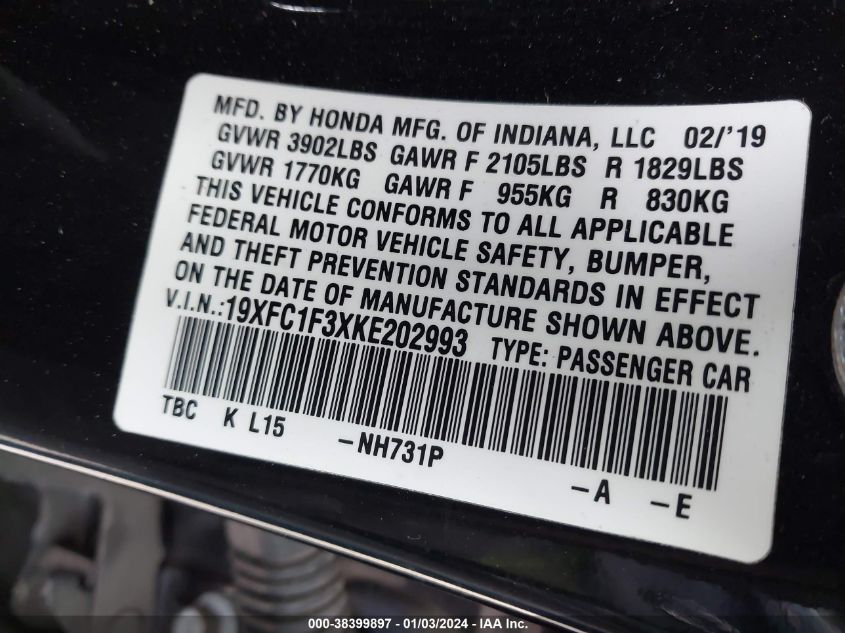 MFD. BY HONDA MFG. OF INDIANA, LLC 02/'19
GVWR 3902LBS GAWR F 2105LBS R 1829LBS
GVWR 1770KG GAWR F 955KG R 830KG
THIS VEHICLE CONFORMS TO ALL APPLICABLE
FEDERAL MOTOR VEHICLE SAFETY, BUMPER,
AND THEFT PREVENTION STANDARDS IN EFFECT
ON THE DATE OF MANUFACTURE SHOWN ABOVE.
V.I.N.:19XFC1F3XKE202993 TYPE: PASSENGER CAR
TBC K L15 -NH731P -A -E
000-38399897 - 01/03/2024 - IAA Inc.